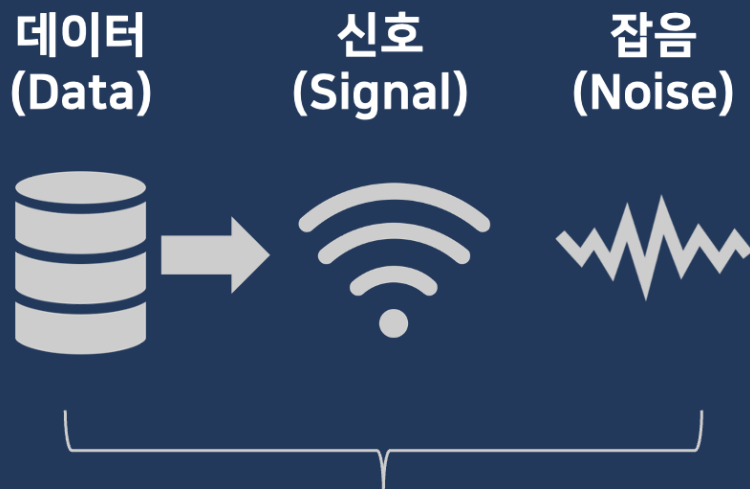 데이터
(Data)
신호
(Signal)
잡음
(Noise)